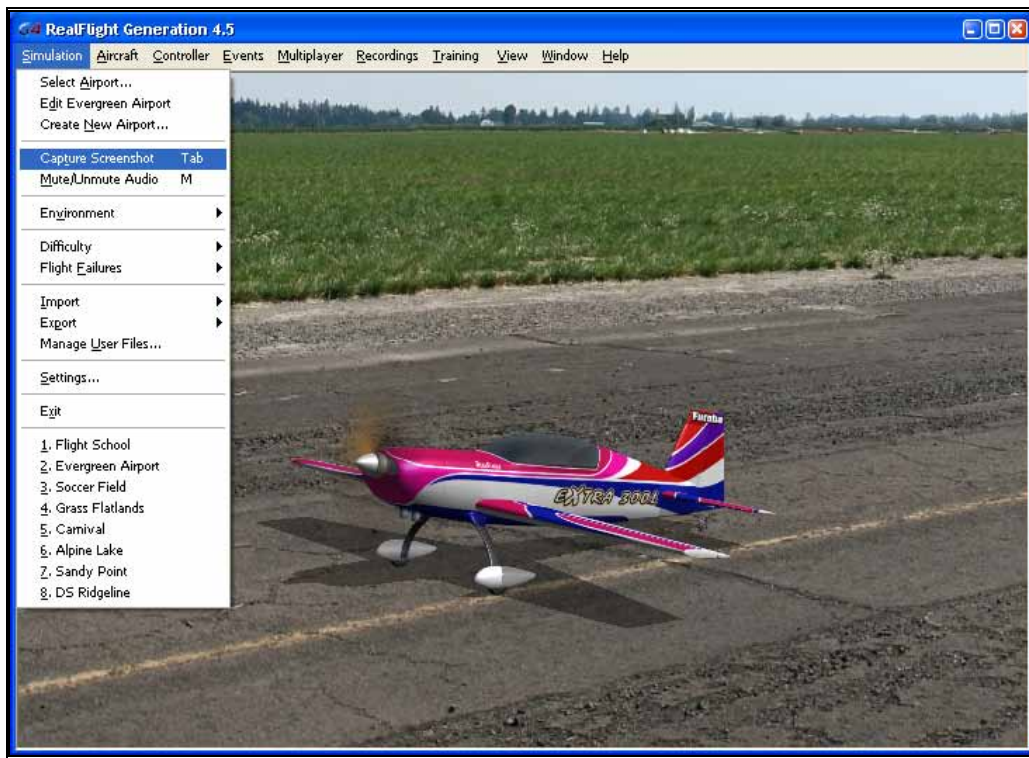 G4 RealFlight Generation 4.5
Simulation Aircraft Controller Events Multiplayer Recordings Training View Window Help
Select Airport...
Edit Evergreen Airport
Create New Airport...
Capture Screenshot Tab
Mute/Unmute Audio M
Environment
Difficulty
Flight Failures
Import
Export
Manage User Files...
Settings...
Exit
1. Flight School
2. Evergreen Airport
3. Soccer Field
4. Grass Flatlands
5. Carnival
6. Alpine Lake
7. Sandy Point
8. DS Ridgeline
Futaba
EXTRA 300L